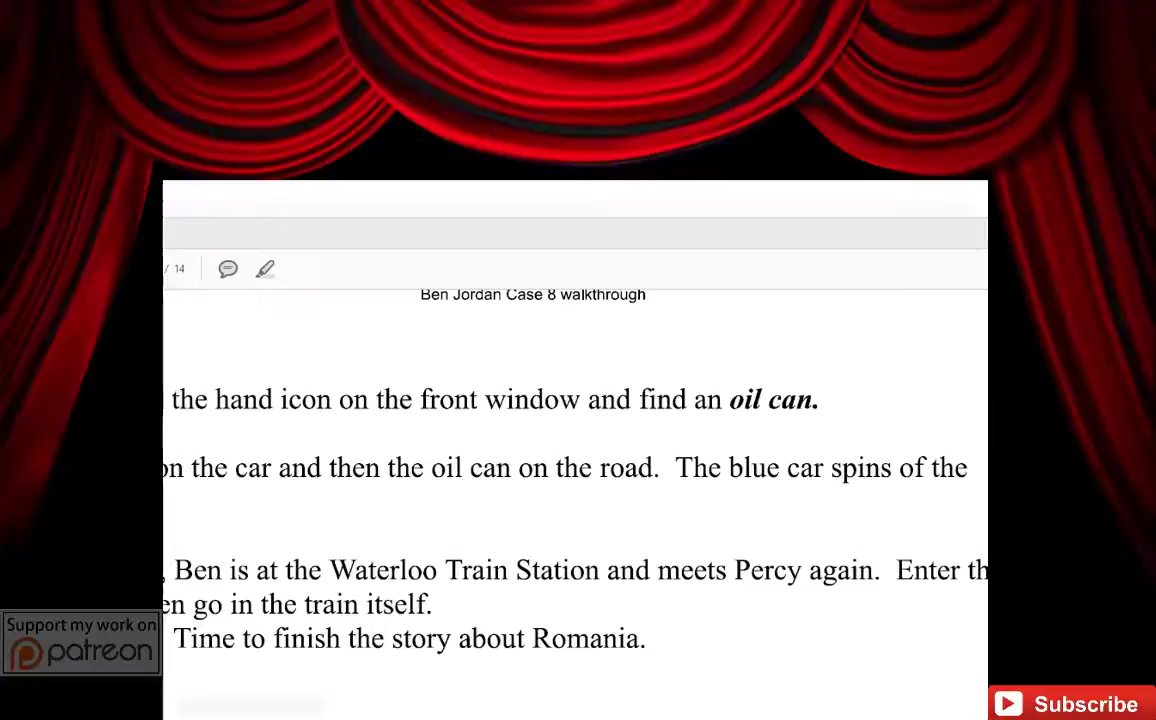 / 14
Ben Jordan Case 8 walkthrough
the hand icon on the front window and find an oil can.
on the car and then the oil can on the road. The blue car spins of the
, Ben is at the Waterloo Train Station and meets Percy again. Enter th
en go in the train itself.
Time to finish the story about Romania.
Support my work on
patreon
Subscribe